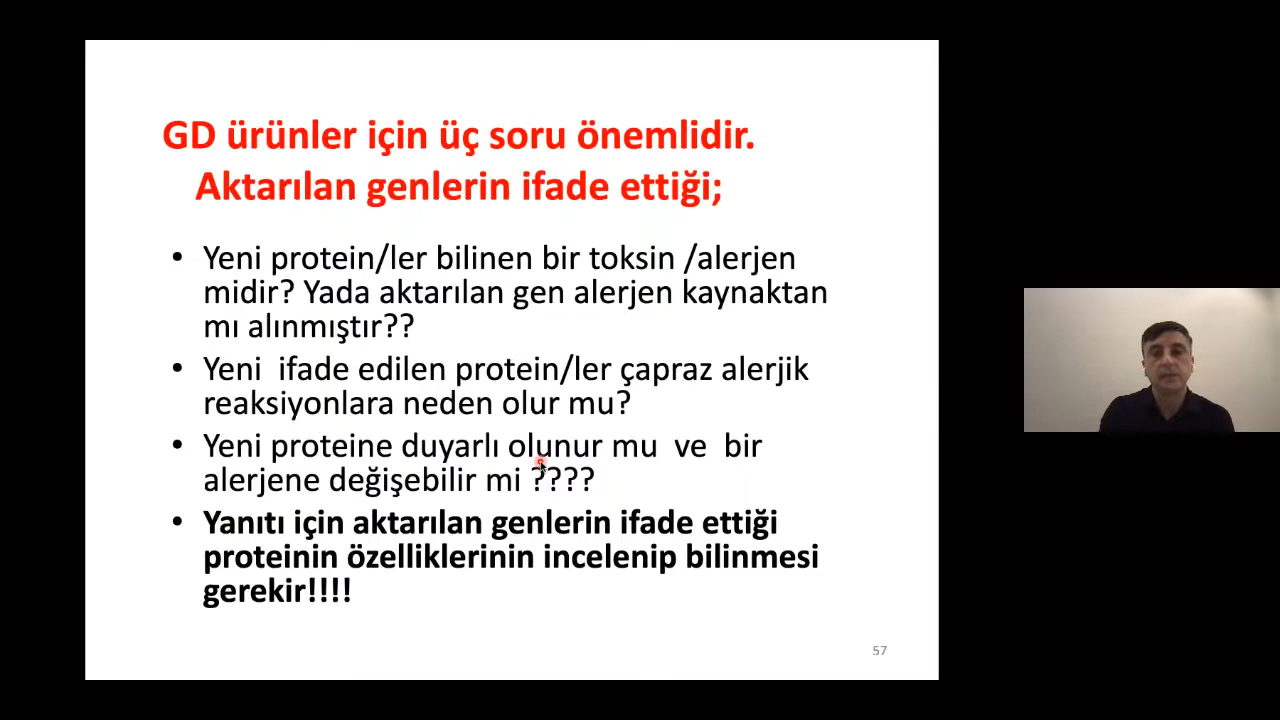 GD ürünler için üç soru önemlidir.
Aktarılan genlerin ifade ettiği;
• Yeni protein/ler bilinen bir toksin /alerjen
midir? Yada aktarılan gen alerjen kaynaktan
mı alınmıştır??
• Yeni ifade edilen protein/ler çapraz alerjik
reaksiyonlara neden olur mu?
• Yeni proteine duyarlı olunur mu ve bir
alerjene değişebilir mi ????
• Yanıtı için aktarılan genlerin ifade ettiği
proteinin özelliklerinin incelenip bilinmesi
gerekir!!!!
57